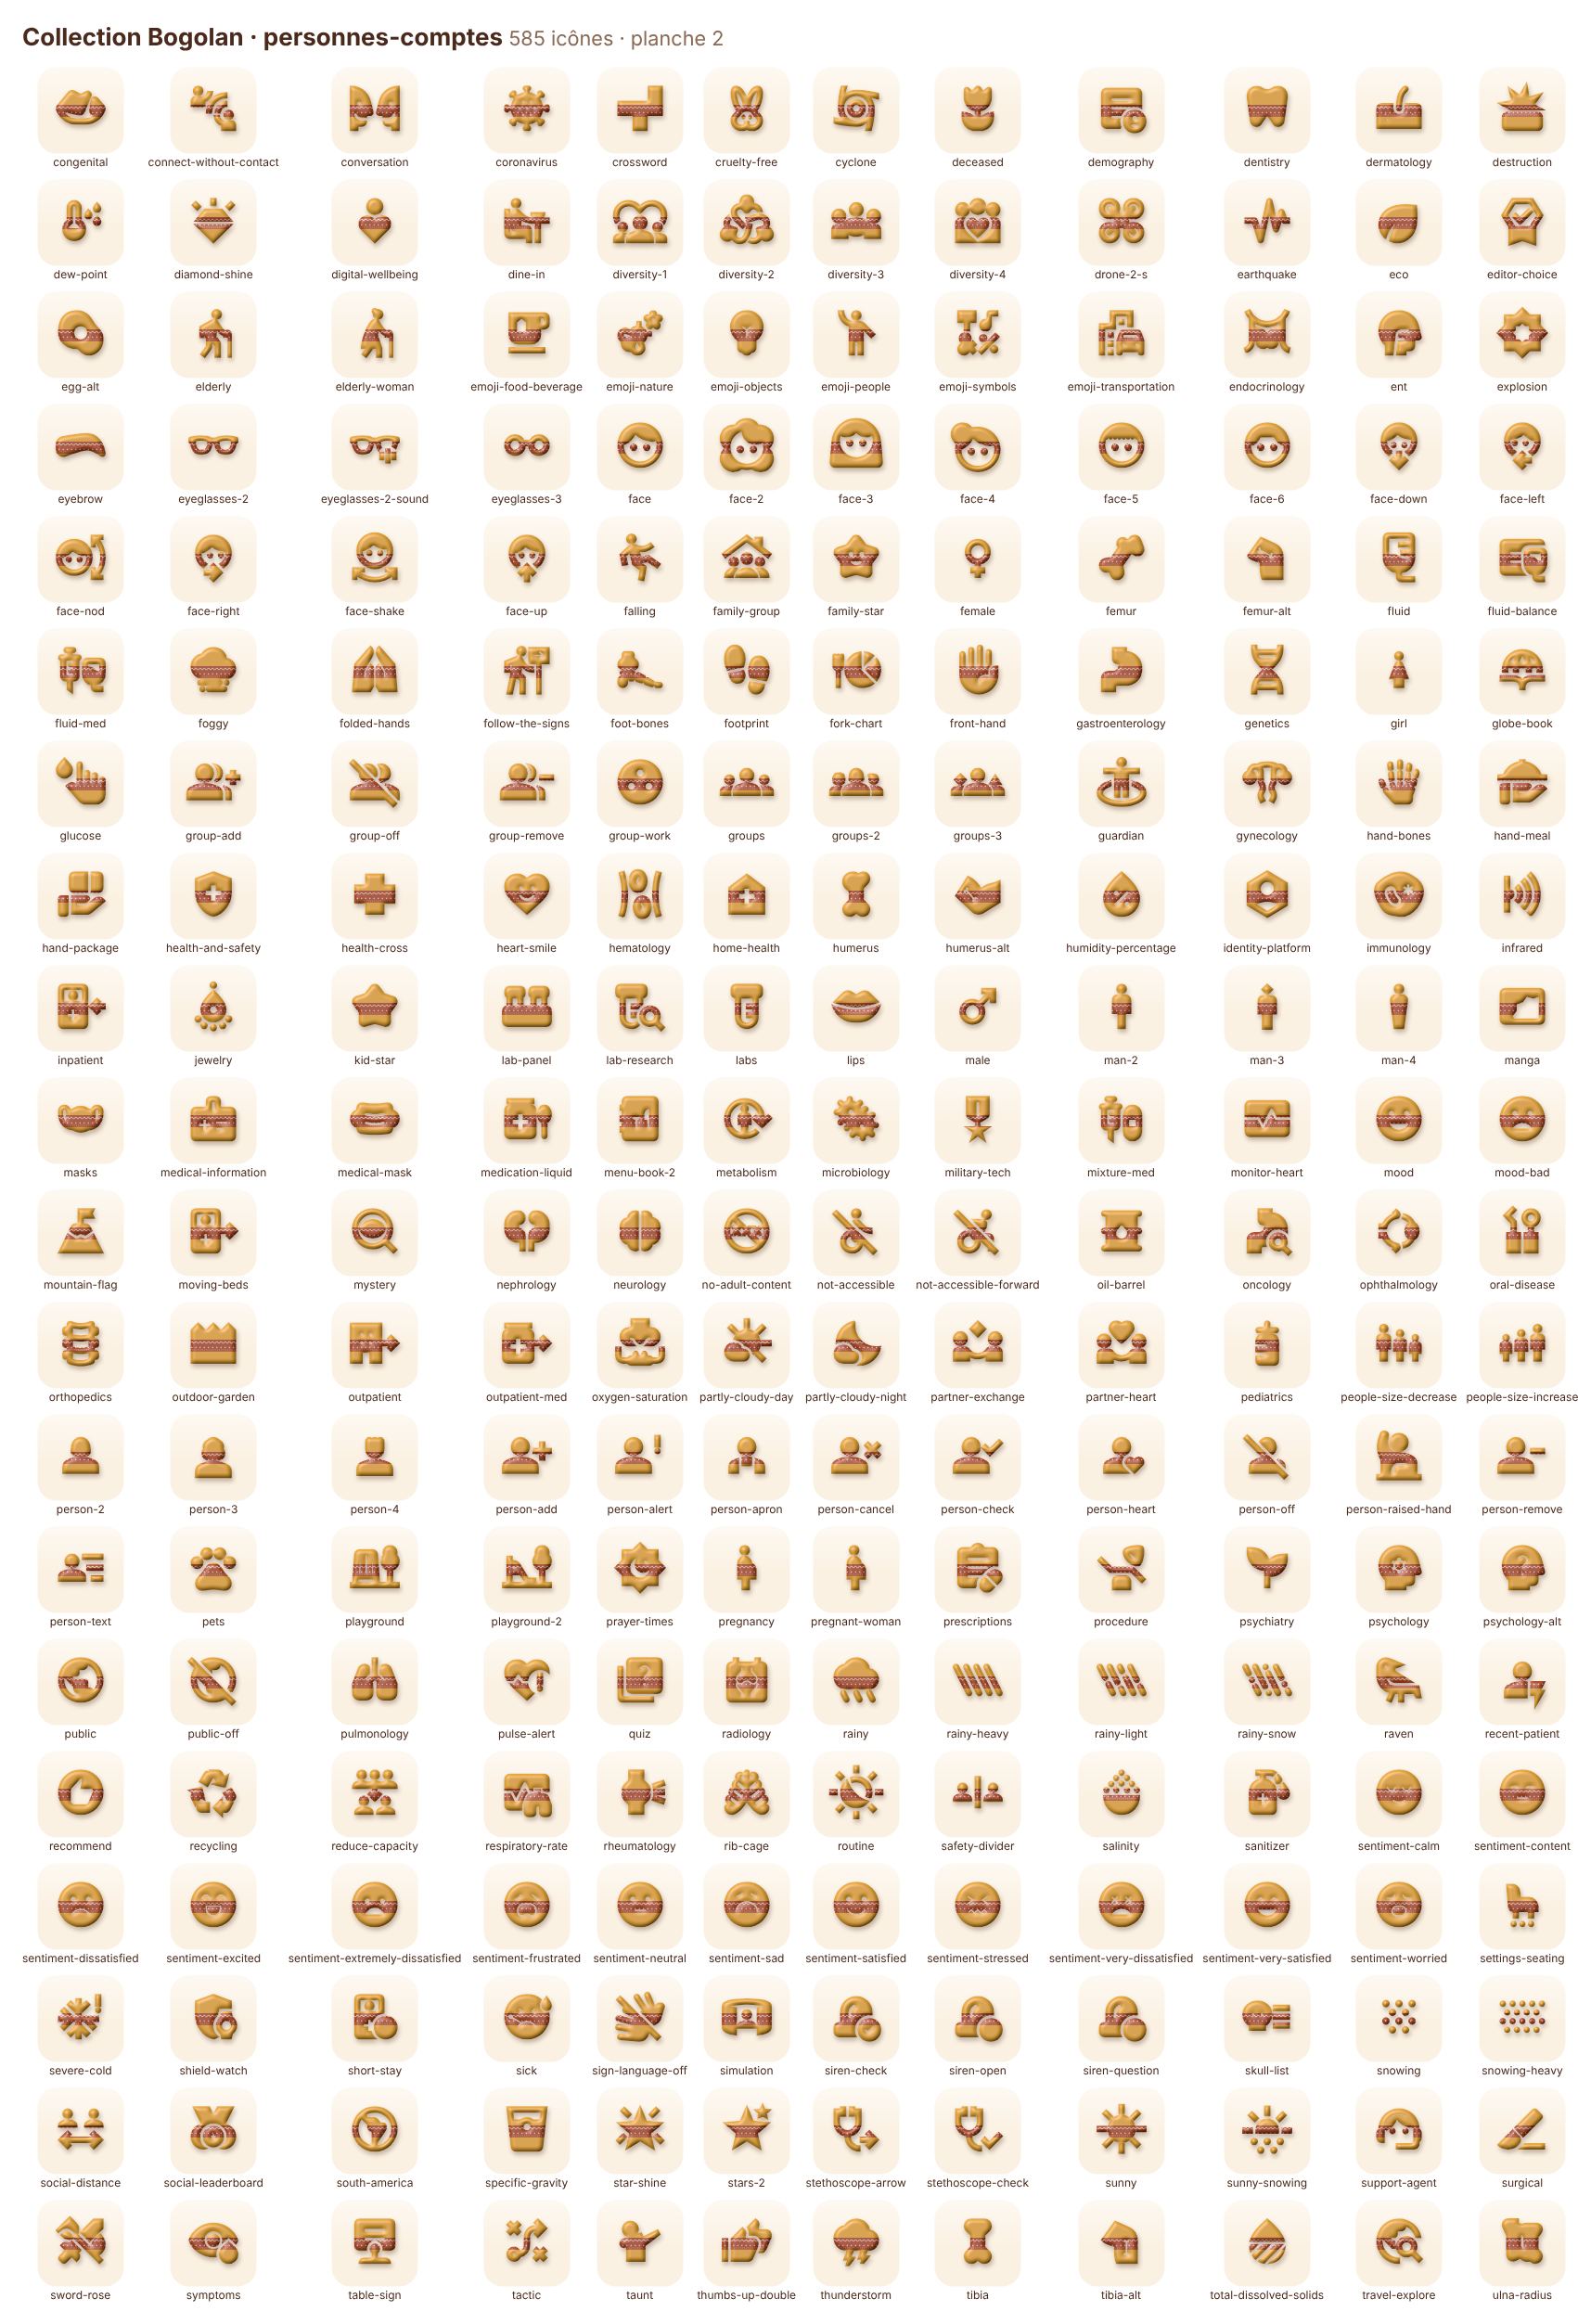 Collection Bogolan · personnes-comptes 585 icônes · planche 2
congenital connect-without-contact conversation coronavirus crossword cruelty-free cyclone deceased demography dentistry dermatology destruction
dew-point diamond-shine digital-wellbeing dine-in diversity-1 diversity-2 diversity-3 diversity-4 drone-2-s earthquake eco editor-choice
egg-alt elderly elderly-woman emoji-food-beverage emoji-nature emoji-objects emoji-people emoji-symbols emoji-transportation endocrinology ent explosion
eyebrow eyeglasses-2 eyeglasses-2-sound eyeglasses-3 face face-2 face-3 face-4 face-5 face-6 face-down face-left
face-nod face-right face-shake face-up falling family-group family-star female femur femur-alt fluid fluid-balance
fluid-med foggy folded-hands follow-the-signs foot-bones footprint fork-chart front-hand gastroenterology genetics girl globe-book
glucose group-add group-off group-remove group-work groups groups-2 groups-3 guardian gynecology hand-bones hand-meal
hand-package health-and-safety health-cross heart-smile hematology home-health humerus humerus-alt humidity-percentage identity-platform immunology infrared
inpatient jewelry kid-star lab-panel lab-research labs lips male man-2 man-3 man-4 manga
masks medical-information medical-mask medication-liquid menu-book-2 metabolism microbiology military-tech mixture-med monitor-heart mood mood-bad
mountain-flag moving-beds mystery nephrology neurology no-adult-content not-accessible not-accessible-forward oil-barrel oncology ophthalmology oral-disease
orthopedics outdoor-garden outpatient outpatient-med oxygen-saturation partly-cloudy-day partly-cloudy-night partner-exchange partner-heart pediatrics people-size-decrease people-size-increase
person-2 person-3 person-4 person-add person-alert person-apron person-cancel person-check person-heart person-off person-raised-hand person-remove
person-text pets playground playground-2 prayer-times pregnancy pregnant-woman prescriptions procedure psychiatry psychology psychology-alt
public public-off pulmonology pulse-alert quiz radiology rainy rainy-heavy rainy-light rainy-snow raven recent-patient
recommend recycling reduce-capacity respiratory-rate rheumatology rib-cage routine safety-divider salinity sanitizer sentiment-calm sentiment-content
sentiment-dissatisfied sentiment-excited sentiment-extremely-dissatisfied sentiment-frustrated sentiment-neutral sentiment-sad sentiment-satisfied sentiment-stressed sentiment-very-dissatisfied sentiment-very-satisfied sentiment-worried settings-seating
severe-cold shield-watch short-stay sick sign-language-off simulation siren-check siren-open siren-question skull-list snowing snowing-heavy
social-distance social-leaderboard south-america specific-gravity star-shine stars-2 stethoscope-arrow stethoscope-check sunny sunny-snowing support-agent surgical
sword-rose symptoms table-sign tactic taunt thumbs-up-double thunderstorm tibia tibia-alt total-dissolved-solids travel-explore ulna-radius